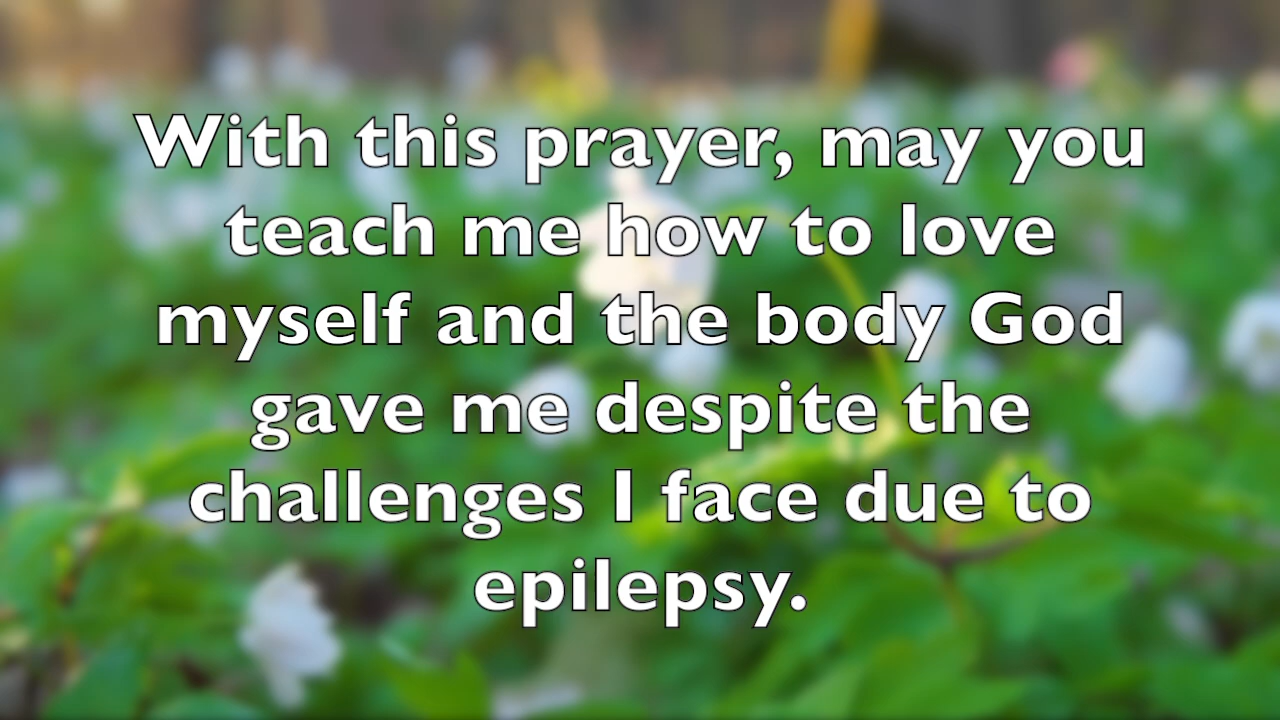 With this prayer, may you
teach me how to love
myself and the body God
gave me despite the
challenges I face due to
epilepsy.